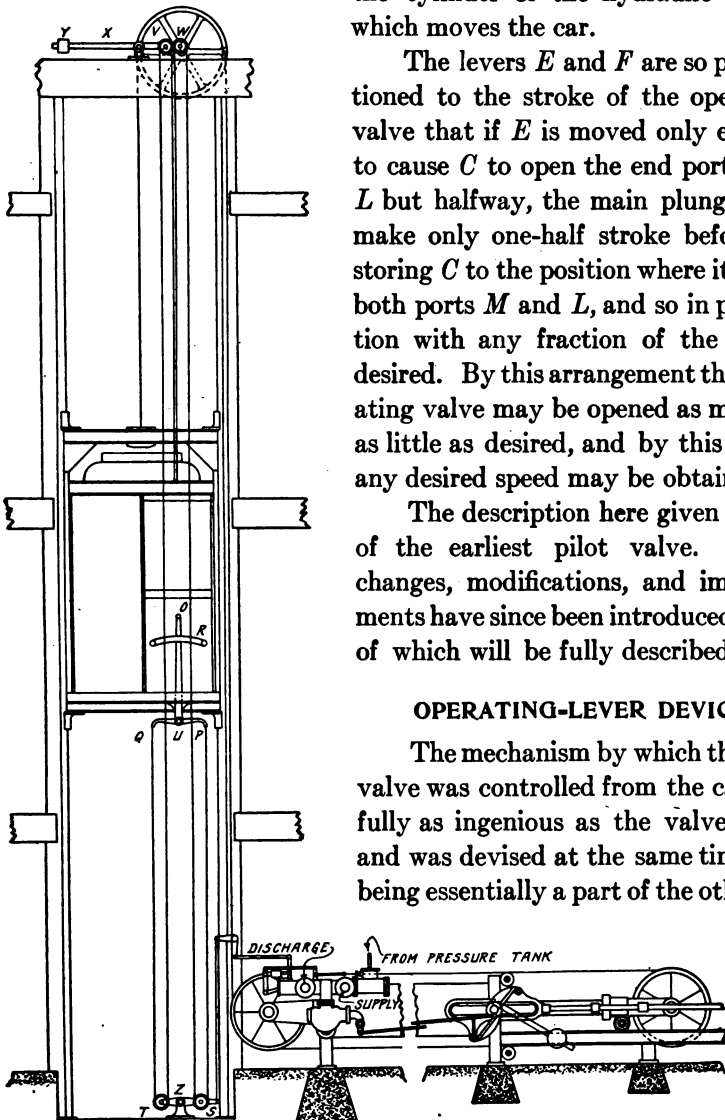 the cylinder of the hydraulic
which moves the car.
The levers E and F are so p
tioned to the stroke of the ope
valve that if E is moved only e
to cause C to open the end port
L but halfway, the main plung
make only one-half stroke befo
storing C to the position where it
both ports M and L, and so in p
tion with any fraction of the
desired. By this arrangement th
ating valve may be opened as m
as little as desired, and by this
any desired speed may be obtain
The description here given
of the earliest pilot valve.
changes, modifications, and im
ments have since been introduced
of which will be fully described
OPERATING-LEVER DEVIC
The mechanism by which th
valve was controlled from the c
fully as ingenious as the valve
and was devised at the same tim
being essentially a part of the oth
Y X V W
O
R
Q U P
DISCHARGE
FROM PRESSURE TANK
SUPPLY
T Z S